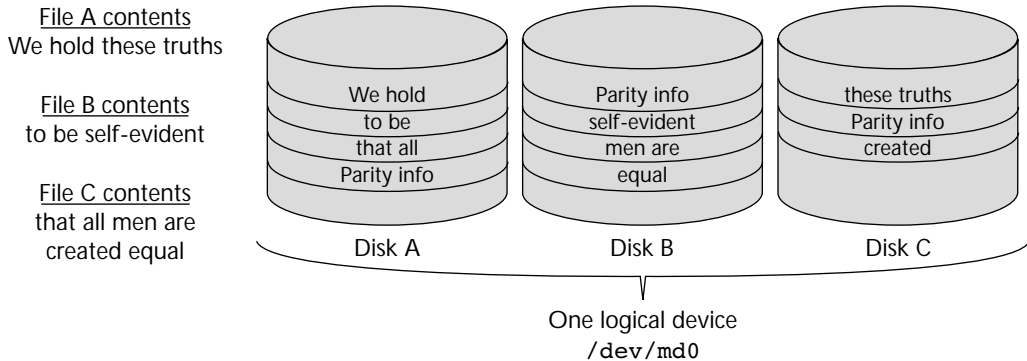 File A contents
We hold these truths
File B contents
to be self-evident
File C contents
that all men are
created equal
We hold
to be
that all
Parity info
Disk A
Parity info
self-evident
men are
equal
Disk B
these truths
Parity info
created
Disk C
One logical device
/dev/md0